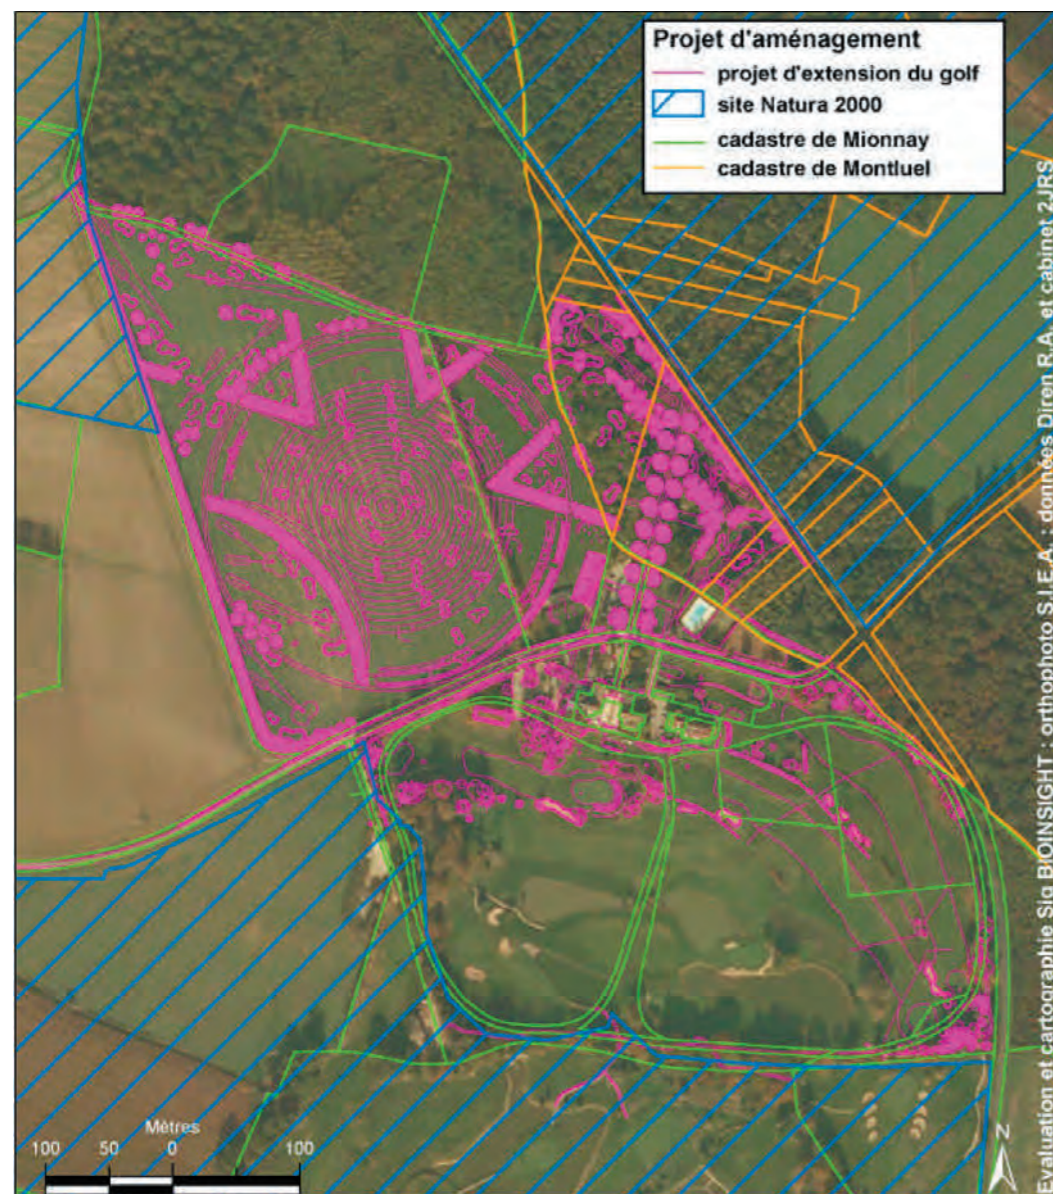 Projet d'aménagement
projet d'extension du golf
site Natura 2000
cadastre de Mionnay
cadastre de Montluel
Evaluation et cartographie Sig BIOINSIGHT : orthophoto S.I.E.A. ; données Diren R.A. et cabinet 2JRS
Mètres
100 50 0 100
N